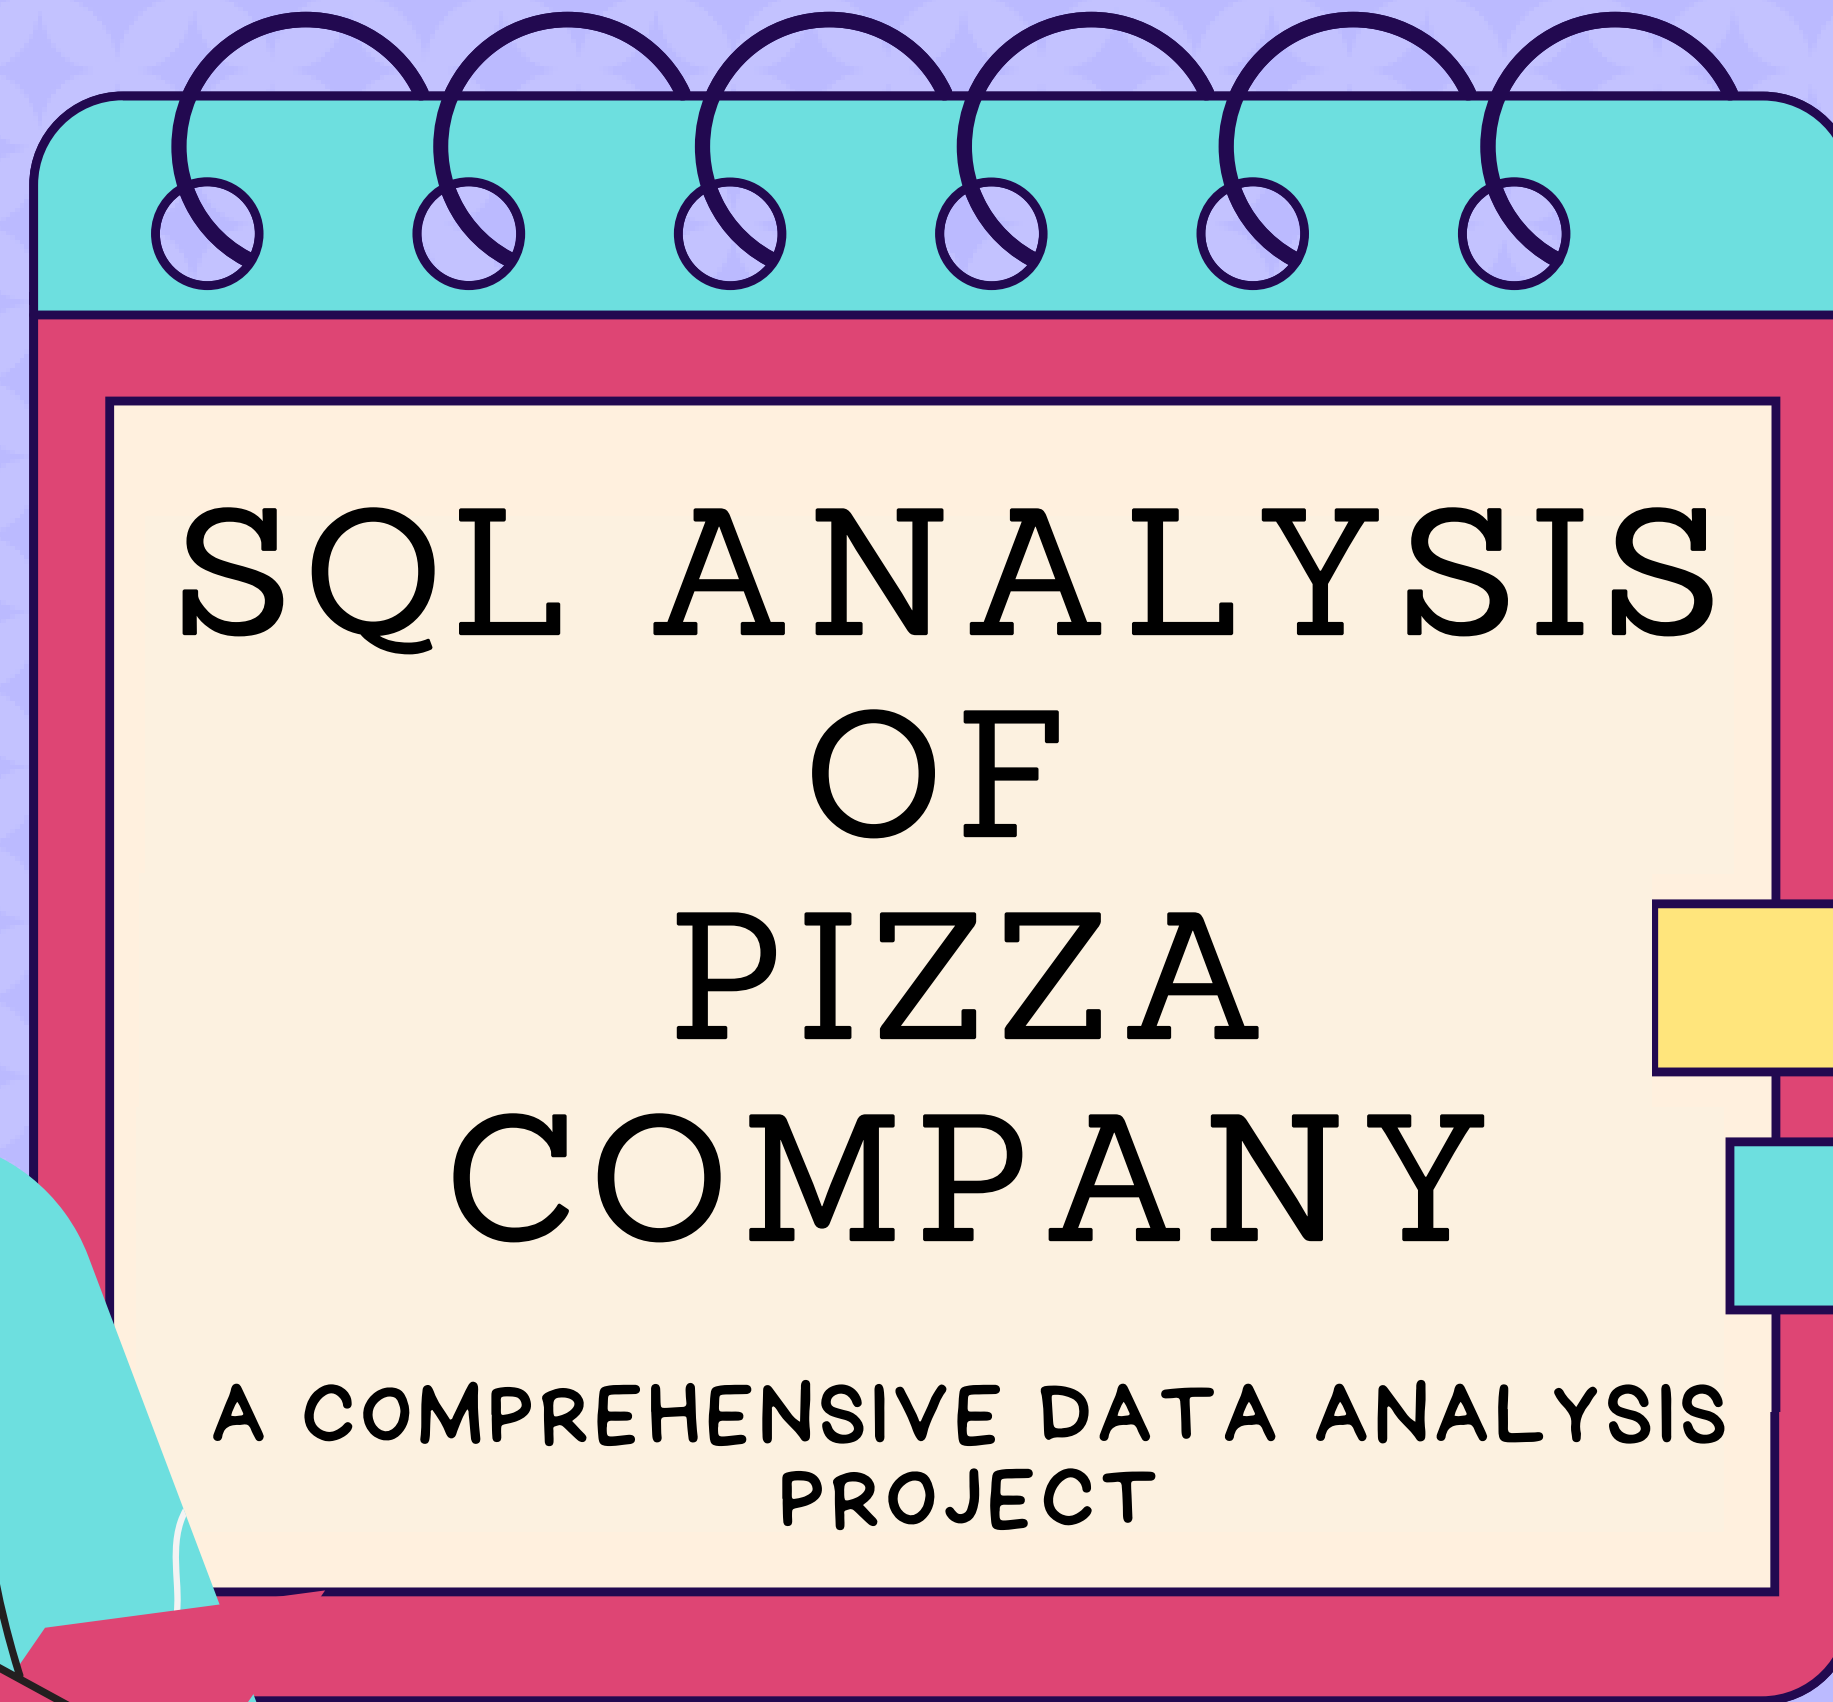 SQL ANALYSIS
OF
PIZZA
COMPANY
A COMPREHENSIVE DATA ANALYSIS
PROJECT